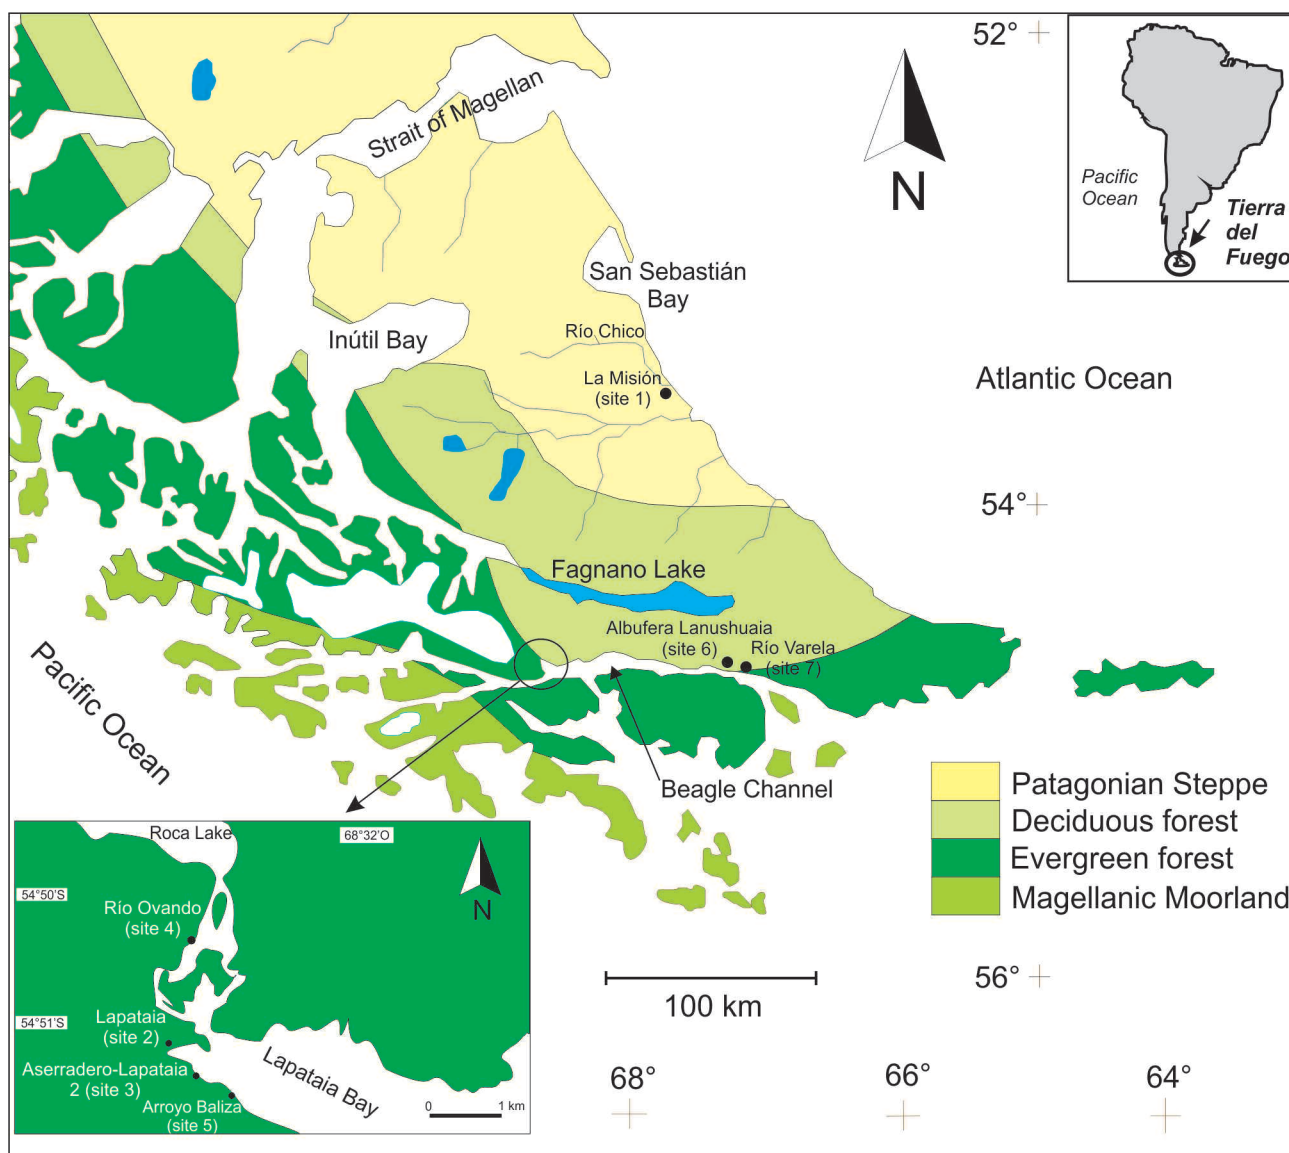 52°
Strait of Magellan
N
Pacific
Ocean
Tierra
del
Fuego
San Sebastián
Bay
Río Chico
Inútil Bay
La Misión
(site 1)
Atlantic Ocean
54°
Fagnano Lake
Albufera Lanushuaia
(site 6)
Río Varela
(site 7)
Pacific Ocean
Beagle Channel
Patagonian Steppe
Deciduous forest
Evergreen forest
Magellanic Moorland
56°
100 km
68°
66°
64°
Roca Lake
68°32'O
54°50'S
N
Río Ovando
(site 4)
Lapataia
(site 2)
54°51'S
Aserradero-Lapataia
2 (site 3)
Lapataia Bay
Arroyo Baliza
(site 5)
0
1 km